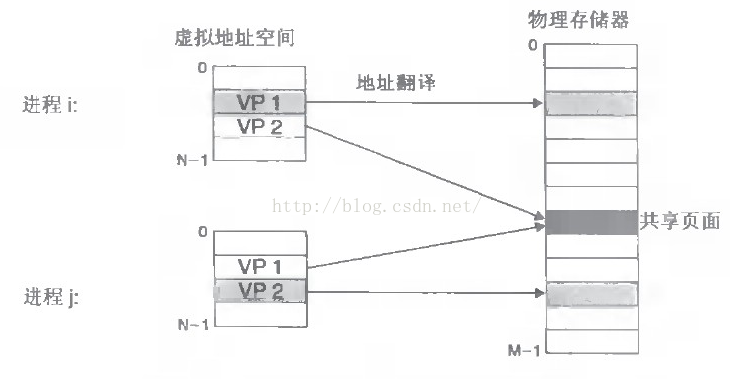 物理存储器
虚拟地址空间
0
0
地址翻译
进程 i:
VP 1
VP 2
N-1
http://blog.csdn.net/
共享页面
0
VP 1
进程 j:
VP 2
N-1
M-1